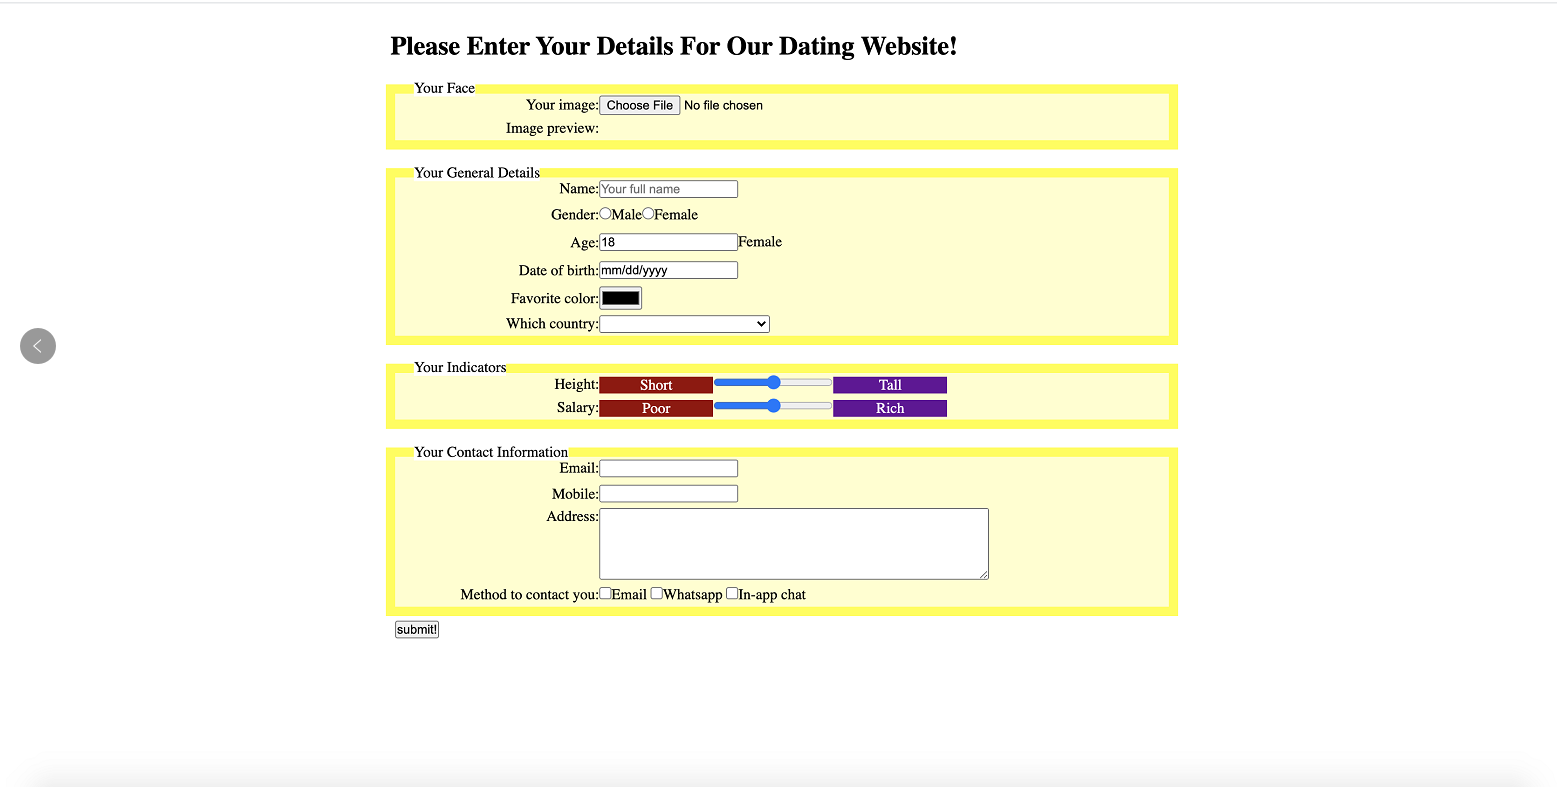 Please Enter Your Details For Our Dating Website!
Your Face
Your image: Choose File No file chosen
Image preview:
Your General Details
Name: Your full name
Gender: Male Female
Age: 18 Female
Date of birth: mm/dd/yyyy
Favorite color:
Which country:
Your Indicators
Height: Short Tall
Salary: Poor Rich
Your Contact Information
Email:
Mobile:
Address:
Method to contact you: Email Whatsapp In-app chat
submit!